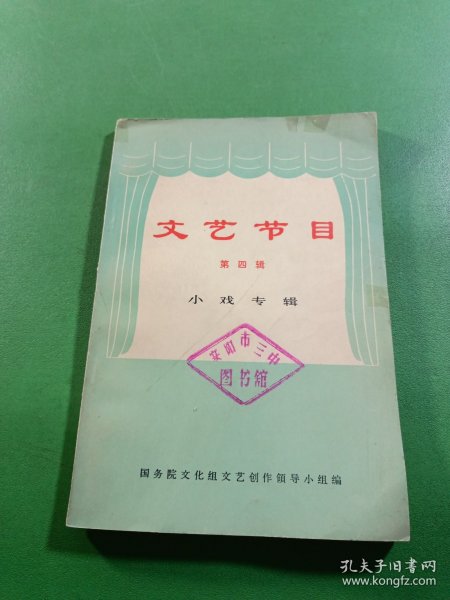 文艺节目
第四辑
小戏专辑
安阳市三中
图书馆
国务院文化组文艺创作领导小组编
孔夫子旧书网
www.kongfz.com